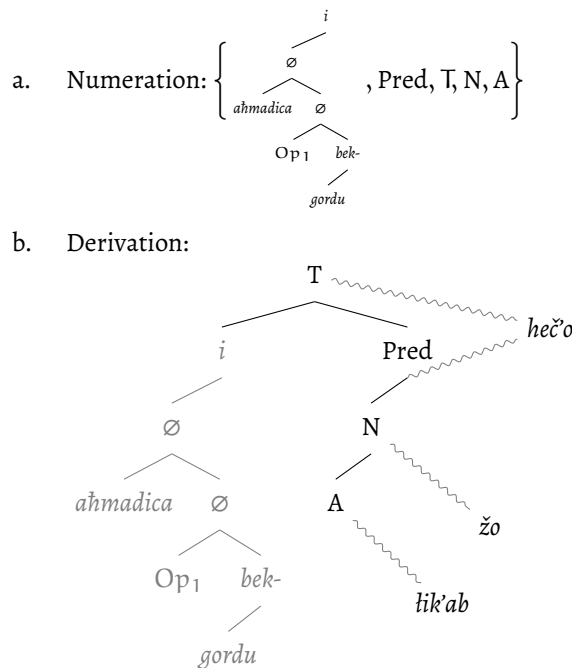 i
∅
a. Numeration: { aħmadica ∅ , Pred, T, N, A }
Op₁ bek-
gordu
b. Derivation:
T
heč’o
i Pred
∅ N
aħmadica ∅ A
žo
Op₁ bek-
łik’ab
gordu